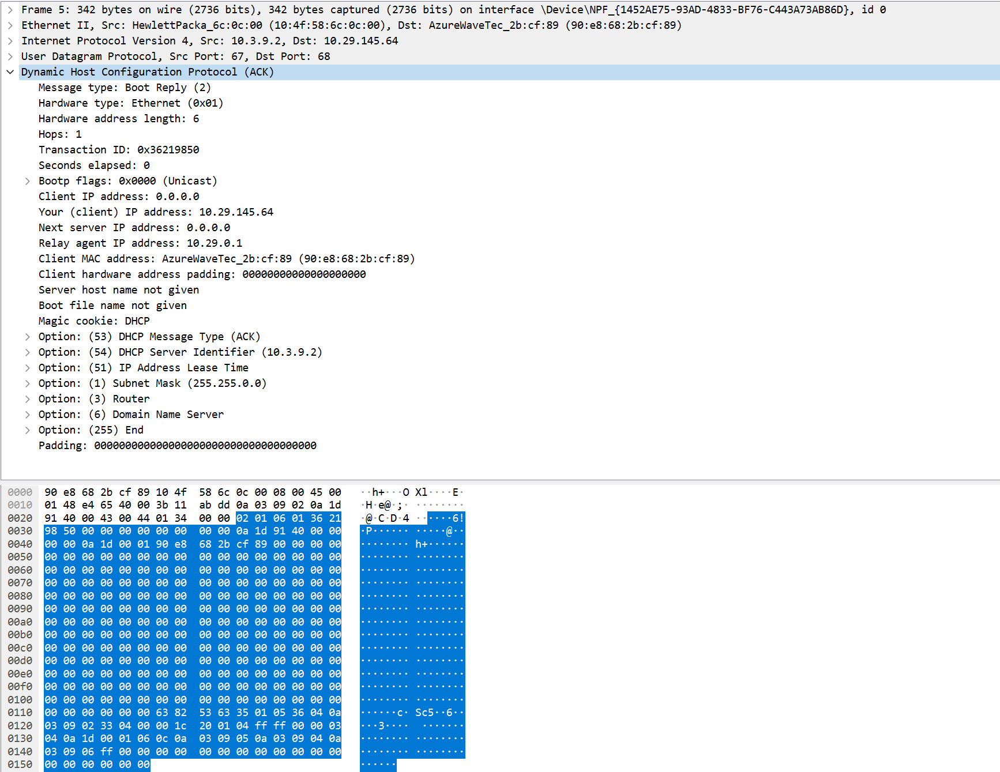 Frame 5: 342 bytes on wire (2736 bits), 342 bytes captured (2736 bits) on interface \Device\NPF_{1452AE75-93AD-4833-BF76-C443A73AB86D}, id 0
Ethernet II, Src: HewlettPacka_6c:0c:00 (10:4f:58:6c:0c:00), Dst: AzureWaveTec_2b:cf:89 (90:e8:68:2b:cf:89)
Internet Protocol Version 4, Src: 10.3.9.2, Dst: 10.29.145.64
User Datagram Protocol, Src Port: 67, Dst Port: 68
Dynamic Host Configuration Protocol (ACK)
Message type: Boot Reply (2)
Hardware type: Ethernet (0x01)
Hardware address length: 6
Hops: 1
Transaction ID: 0x36219850
Seconds elapsed: 0
Bootp flags: 0x0000 (Unicast)
Client IP address: 0.0.0.0
Your (client) IP address: 10.29.145.64
Next server IP address: 0.0.0.0
Relay agent IP address: 10.29.0.1
Client MAC address: AzureWaveTec_2b:cf:89 (90:e8:68:2b:cf:89)
Client hardware address padding: 00000000000000000000
Server host name not given
Boot file name not given
Magic cookie: DHCP
Option: (53) DHCP Message Type (ACK)
Option: (54) DHCP Server Identifier (10.3.9.2)
Option: (51) IP Address Lease Time
Option: (1) Subnet Mask (255.255.0.0)
Option: (3) Router
Option: (6) Domain Name Server
Option: (255) End
Padding: 000000000000000000000000000000000000
0000 90 e8 68 2b cf 89 10 4f 58 6c 0c 00 08 00 45 00 ··h+···O Xl····E·
0010 01 48 e4 65 40 00 3b 11 ab dd 0a 03 09 02 0a 1d ·H·e@·;· ········
0020 91 40 00 43 00 44 01 34 00 00 02 01 06 01 36 21 ·@·C·D·4 ······6!
0030 98 50 00 00 00 00 00 00 00 00 0a 1d 91 40 00 00 ·P······ ·····@··
0040 00 00 0a 1d 00 01 90 e8 68 2b cf 89 00 00 00 00 ········ h+······
0050 00 00 00 00 00 00 00 00 00 00 00 00 00 00 00 00 ········ ········
0060 00 00 00 00 00 00 00 00 00 00 00 00 00 00 00 00 ········ ········
0070 00 00 00 00 00 00 00 00 00 00 00 00 00 00 00 00 ········ ········
0080 00 00 00 00 00 00 00 00 00 00 00 00 00 00 00 00 ········ ········
0090 00 00 00 00 00 00 00 00 00 00 00 00 00 00 00 00 ········ ········
00a0 00 00 00 00 00 00 00 00 00 00 00 00 00 00 00 00 ········ ········
00b0 00 00 00 00 00 00 00 00 00 00 00 00 00 00 00 00 ········ ········
00c0 00 00 00 00 00 00 00 00 00 00 00 00 00 00 00 00 ········ ········
00d0 00 00 00 00 00 00 00 00 00 00 00 00 00 00 00 00 ········ ········
00e0 00 00 00 00 00 00 00 00 00 00 00 00 00 00 00 00 ········ ········
00f0 00 00 00 00 00 00 00 00 00 00 00 00 00 00 00 00 ········ ········
0100 00 00 00 00 00 00 00 00 00 00 00 00 00 00 00 00 ········ ········
0110 00 00 00 00 00 00 63 82 53 63 35 01 05 36 04 0a ······c· Sc5··6··
0120 03 09 02 33 04 00 00 1c 20 01 04 ff ff 00 00 03 ···3····  ·······
0130 04 0a 1d 00 01 06 0c 0a 03 09 05 0a 03 09 04 0a ········ ········
0140 03 09 06 ff 00 00 00 00 00 00 00 00 00 00 00 00 ········ ········
0150 00 00 00 00 00 00 ······